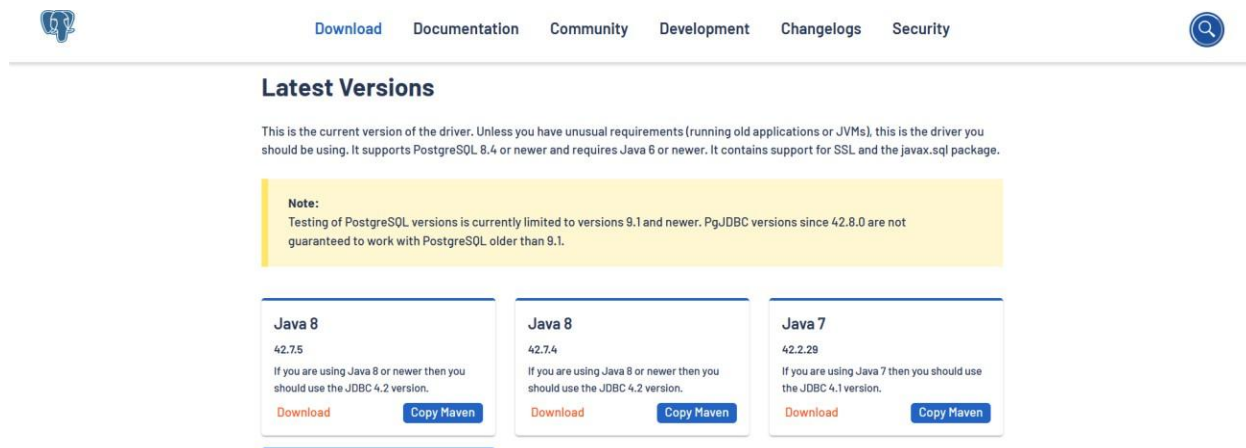 Download Documentation Community Development Changelogs Security
Latest Versions
This is the current version of the driver. Unless you have unusual requirements (running old applications or JVMs), this is the driver you
should be using. It supports PostgreSQL 8.4 or newer and requires Java 6 or newer. It contains support for SSL and the javax.sql package.
Note:
Testing of PostgreSQL versions is currently limited to versions 9.1 and newer. PgJDBC versions since 42.8.0 are not
guaranteed to work with PostgreSQL older than 9.1.
Java 8
42.7.5
If you are using Java 8 or newer then you
should use the JDBC 4.2 version.
Download Copy Maven
Java 8
42.7.4
If you are using Java 8 or newer then you
should use the JDBC 4.2 version.
Download Copy Maven
Java 7
42.2.29
If you are using Java 7 then you should use
the JDBC 4.1 version.
Download Copy Maven